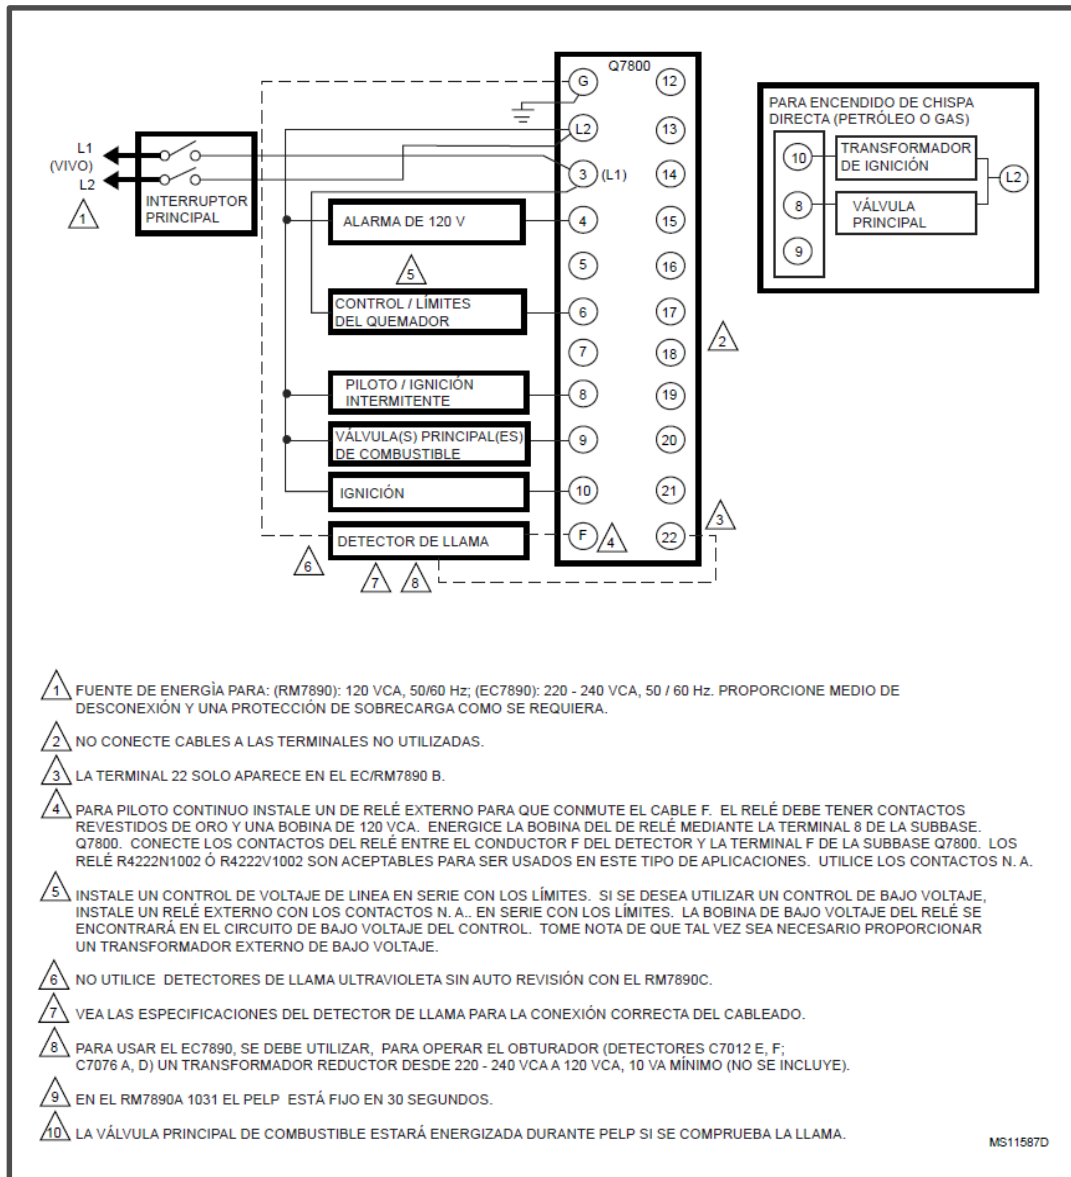 Q7800
G
12
L2
13
3
(L1)
14
L1
(VIVO)
L2
1
INTERRUPTOR
PRINCIPAL
ALARMA DE 120 V
4
15
5
5
16
CONTROL / LÍMITES
DEL QUEMADOR
6
17
2
7
18
PILOTO / IGNICIÓN
INTERMITENTE
8
19
VÁLVULA(S) PRINCIPAL(ES)
DE COMBUSTIBLE
9
20
IGNICIÓN
10
21
3
DETECTOR DE LLAMA
F
4
22
6
7
8
PARA ENCENDIDO DE CHISPA
DIRECTA (PETRÓLEO O GAS)
10
TRANSFORMADOR
DE IGNICIÓN
L2
8
VÁLVULA
PRINCIPAL
9
1 FUENTE DE ENERGÌA PARA: (RM7890): 120 VCA, 50/60 Hz; (EC7890): 220 - 240 VCA, 50 / 60 Hz. PROPORCIONE MEDIO DE
DESCONEXIÓN Y UNA PROTECCIÓN DE SOBRECARGA COMO SE REQUIERA.
2 NO CONECTE CABLES A LAS TERMINALES NO UTILIZADAS.
3 LA TERMINAL 22 SOLO APARECE EN EL EC/RM7890 B.
4 PARA PILOTO CONTINUO INSTALE UN DE RELÉ EXTERNO PARA QUE CONMUTE EL CABLE F. EL RELÉ DEBE TENER CONTACTOS
REVESTIDOS DE ORO Y UNA BOBINA DE 120 VCA. ENERGICE LA BOBINA DEL DE RELÉ MEDIANTE LA TERMINAL 8 DE LA SUBBASE.
Q7800. CONECTE LOS CONTACTOS DEL RELÉ ENTRE EL CONDUCTOR F DEL DETECTOR Y LA TERMINAL F DE LA SUBBASE Q7800. LOS
RELÉ R4222N1002 Ó R4222V1002 SON ACEPTABLES PARA SER USADOS EN ESTE TIPO DE APLICACIONES. UTILICE LOS CONTACTOS N. A.
5 INSTALE UN CONTROL DE VOLTAJE DE LINEA EN SERIE CON LOS LÍMITES. SI SE DESEA UTILIZAR UN CONTROL DE BAJO VOLTAJE,
INSTALE UN RELÉ EXTERNO CON LOS CONTACTOS N. A.. EN SERIE CON LOS LÍMITES. LA BOBINA DE BAJO VOLTAJE DEL RELÉ SE
ENCONTRARÁ EN EL CIRCUITO DE BAJO VOLTAJE DEL CONTROL. TOME NOTA DE QUE TAL VEZ SEA NECESARIO PROPORCIONAR
UN TRANSFORMADOR EXTERNO DE BAJO VOLTAJE.
6 NO UTILICE DETECTORES DE LLAMA ULTRAVIOLETA SIN AUTO REVISIÓN CON EL RM7890C.
7 VEA LAS ESPECIFICACIONES DEL DETECTOR DE LLAMA PARA LA CONEXIÓN CORRECTA DEL CABLEADO.
8 PARA USAR EL EC7890, SE DEBE UTILIZAR, PARA OPERAR EL OBTURADOR (DETECTORES C7012 E, F;
C7076 A, D) UN TRANSFORMADOR REDUCTOR DESDE 220 - 240 VCA A 120 VCA, 10 VA MÍNIMO (NO SE INCLUYE).
9 EN EL RM7890A 1031 EL PELP ESTÁ FIJO EN 30 SEGUNDOS.
10 LA VÁLVULA PRINCIPAL DE COMBUSTIBLE ESTARÁ ENERGIZADA DURANTE PELP SI SE COMPRUEBA LA LLAMA.
MS11587D